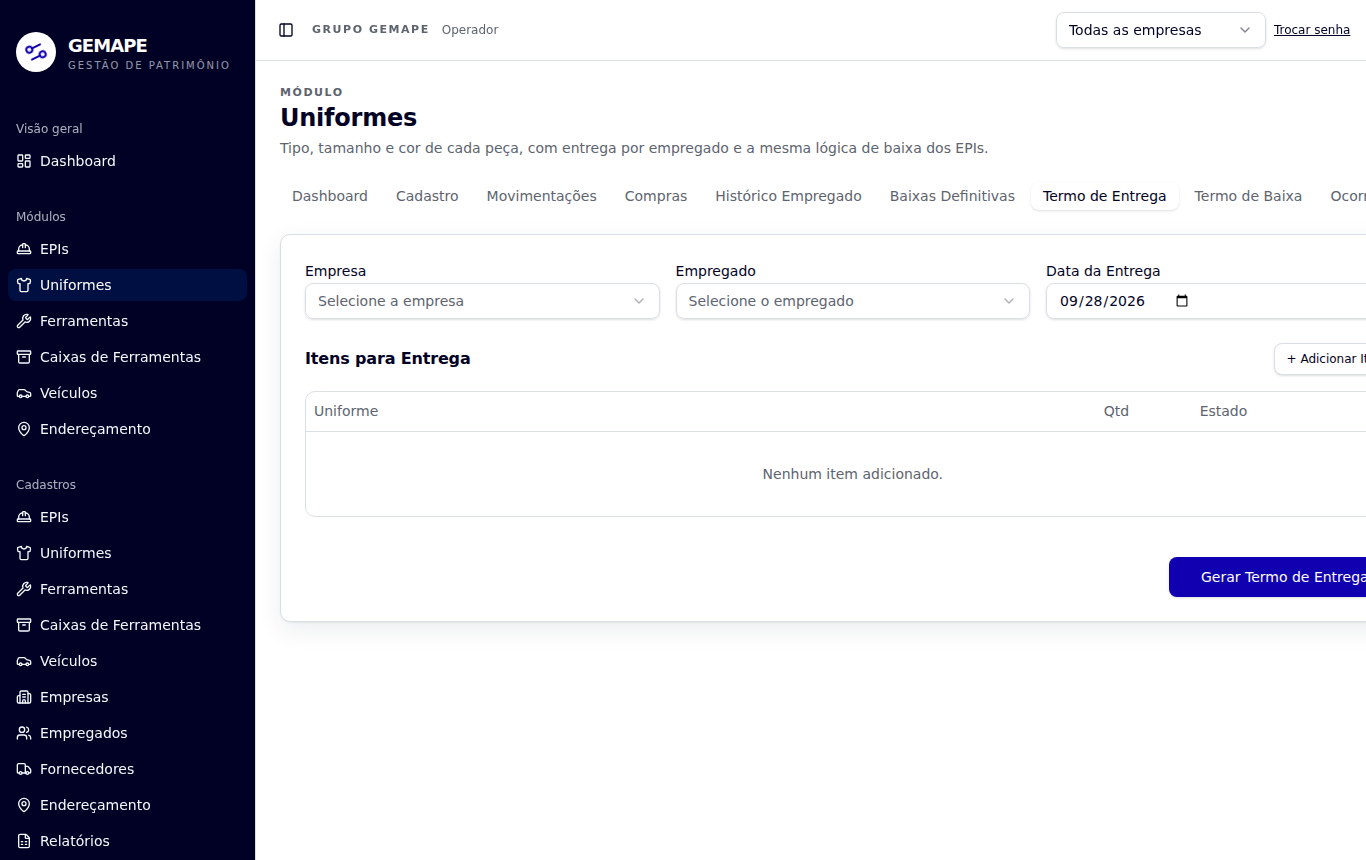 GEMAPE
GESTÃO DE PATRIMÔNIO
Visão geral
Dashboard
Módulos
EPIs
Uniformes
Ferramentas
Caixas de Ferramentas
Veículos
Endereçamento
Cadastros
EPIs
Uniformes
Ferramentas
Caixas de Ferramentas
Veículos
Empresas
Empregados
Fornecedores
Endereçamento
Relatórios
GRUPO GEMAPE Operador Todas as empresas Trocar senha
MÓDULO
Uniformes
Tipo, tamanho e cor de cada peça, com entrega por empregado e a mesma lógica de baixa dos EPIs.
Dashboard Cadastro Movimentações Compras Histórico Empregado Baixas Definitivas Termo de Entrega Termo de Baixa Ocorr
Empresa Empregado Data da Entrega
Selecione a empresa Selecione o empregado 09/28/2026
Itens para Entrega + Adicionar It
Uniforme Qtd Estado
Nenhum item adicionado.
Gerar Termo de Entrega